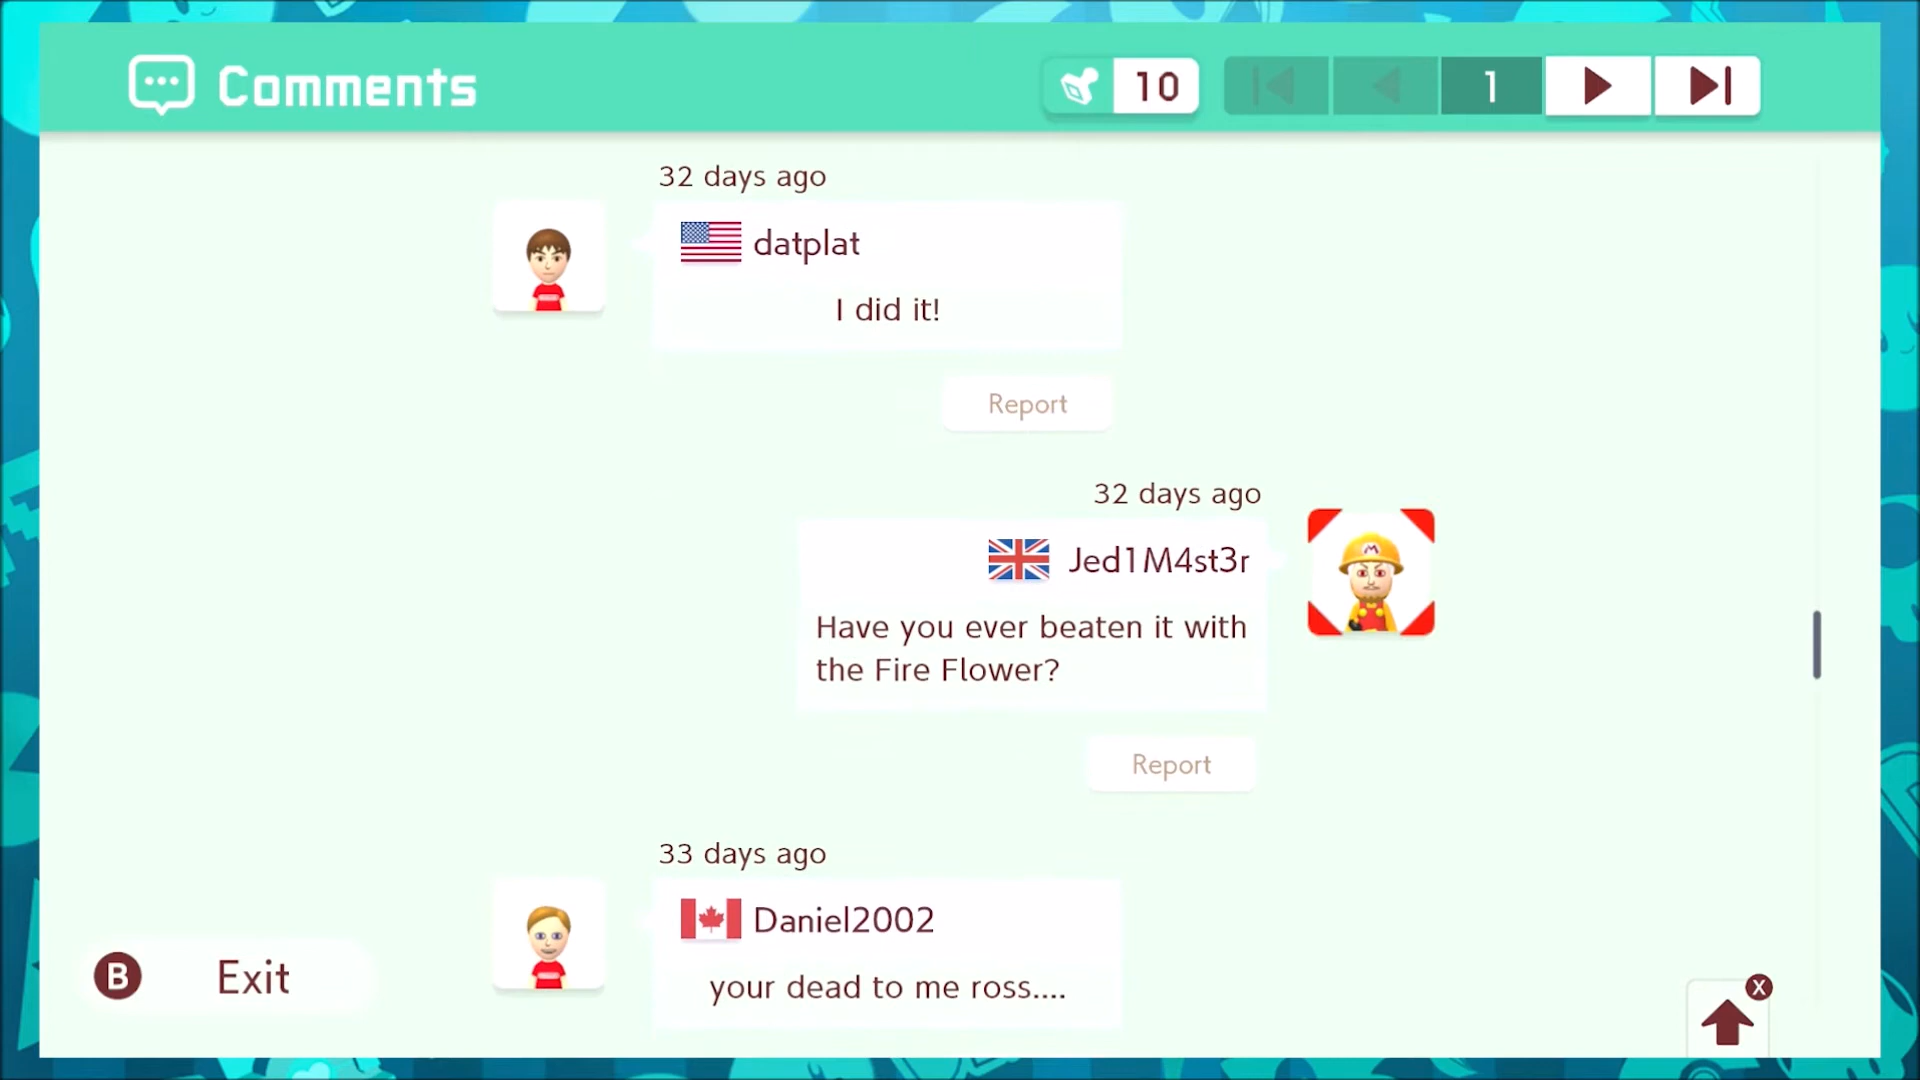 Comments
10
1
32 days ago
datplat
I did it!
Report
32 days ago
Jed1M4st3r
Have you ever beaten it with
the Fire Flower?
Report
33 days ago
Daniel2002
your dead to me ross....
B Exit
X